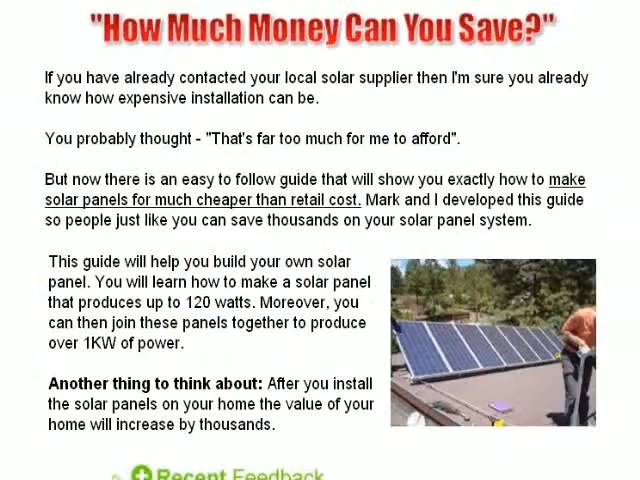 "How Much Money Can You Save?"
If you have already contacted your local solar supplier then I'm sure you already
know how expensive installation can be.
You probably thought - "That's far too much for me to afford".
But now there is an easy to follow guide that will show you exactly how to make
solar panels for much cheaper than retail cost. Mark and I developed this guide
so people just like you can save thousands on your solar panel system.
This guide will help you build your own solar
panel. You will learn how to make a solar panel
that produces up to 120 watts. Moreover, you
can then join these panels together to produce
over 1KW of power.
Another thing to think about: After you install
the solar panels on your home the value of your
home will increase by thousands.
Recent Feedback